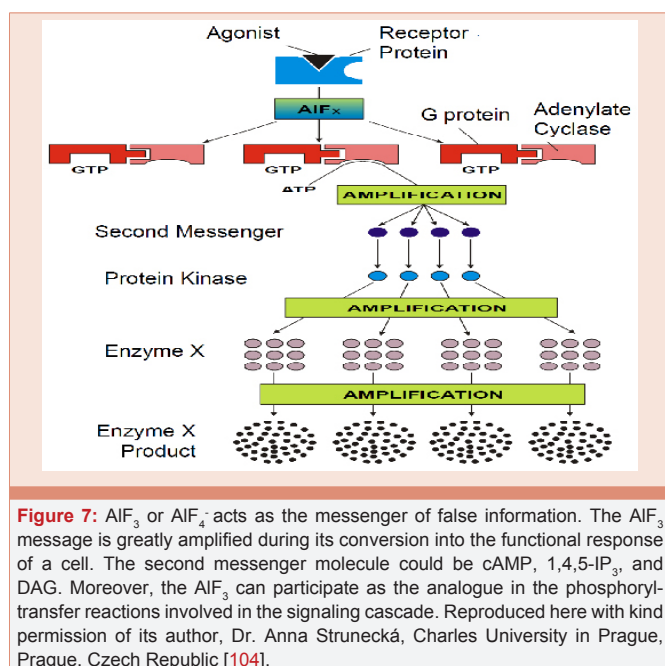 Agonist Receptor
Protein
AlFx
G protein Adenylate
Cyclase
GTP GTP GTP
ATP
AMPLIFICATION
Second Messenger
Protein Kinase
AMPLIFICATION
Enzyme X
AMPLIFICATION
Enzyme X
Product
Figure 7: AlF3 or AlF4- acts as the messenger of false information. The AlF3
message is greatly amplified during its conversion into the functional response
of a cell. The second messenger molecule could be cAMP, 1,4,5-IP3, and
DAG. Moreover, the AlF3 can participate as the analogue in the phosphoryl-
transfer reactions involved in the signaling cascade. Reproduced here with kind
permission of its author, Dr. Anna Strunecká, Charles University in Prague,
Prague, Czech Republic [104].